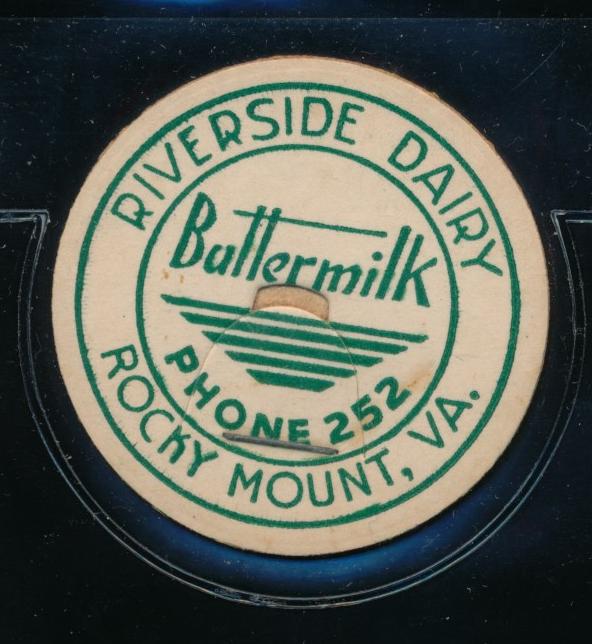 RIVERSIDE DAIRY
Buttermilk
PHONE 252
ROCKY MOUNT, VA.